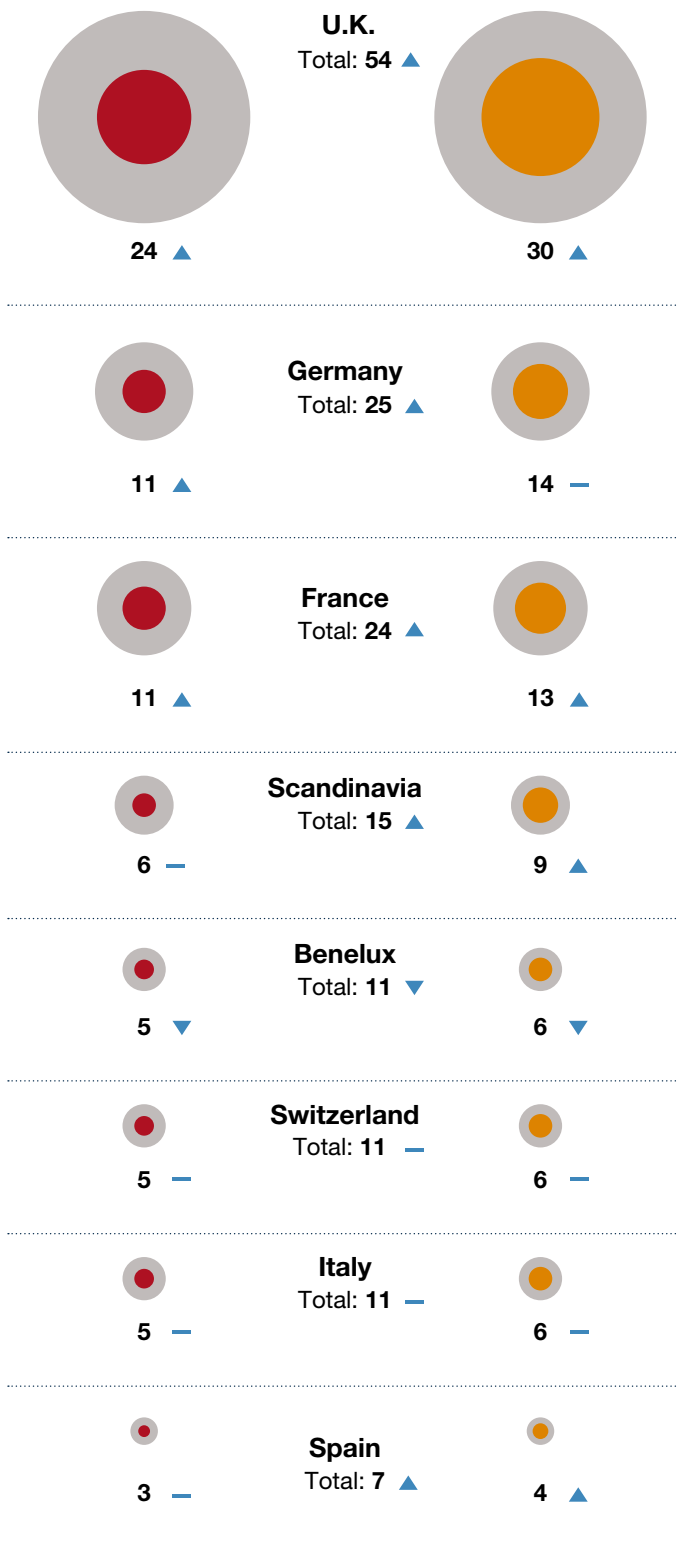 U.K.
Total: 54
24
30
Germany
Total: 25
11
14
France
Total: 24
11
13
Scandinavia
Total: 15
6
9
Benelux
Total: 11
5
6
Switzerland
Total: 11
5
6
Italy
Total: 11
5
6
Spain
Total: 7
3
4